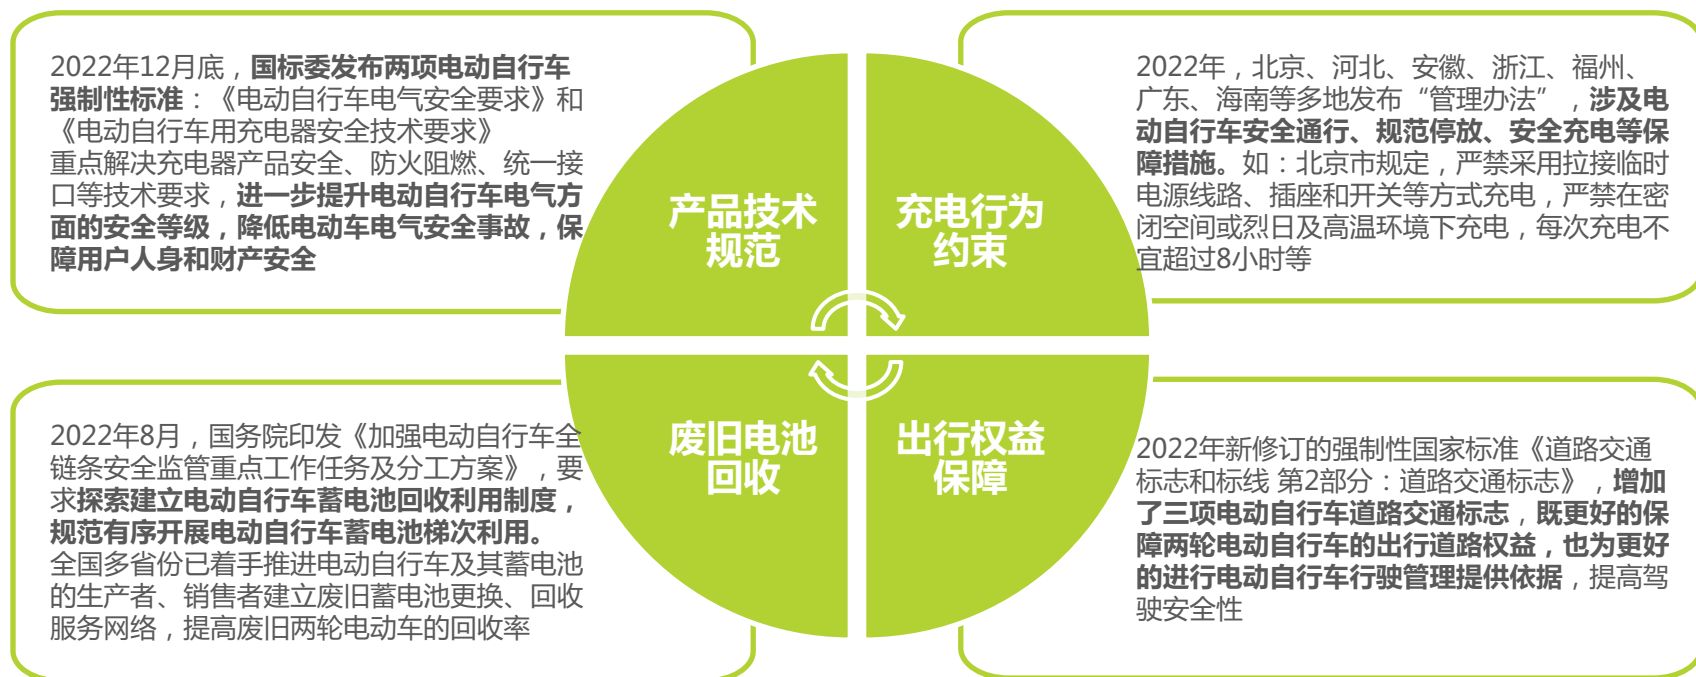 2022年12月底，国标委发布两项电动自行车
强制性标准：《电动自行车电气安全要求》和
《电动自行车用充电器安全技术要求》
重点解决充电器产品安全、防火阻燃、统一接
口等技术要求，进一步提升电动自行车电气方
面的安全等级，降低电动车电气安全事故，保
障用户人身和财产安全
产品技术
规范
充电行为
约束
2022年，北京、河北、安徽、浙江、福州、
广东、海南等多地发布“管理办法”，涉及电
动自行车安全通行、规范停放、安全充电等保
障措施。如：北京市规定，严禁采用拉接临时
电源线路、插座和开关等方式充电，严禁在密
闭空间或烈日及高温环境下充电，每次充电不
宜超过8小时等
2022年8月，国务院印发《加强电动自行车全
链条安全监管重点工作任务及分工方案》，要
求探索建立电动自行车蓄电池回收利用制度，
规范有序开展电动自行车蓄电池梯次利用。
全国多省份已着手推进电动自行车及其蓄电池
的生产者、销售者建立废旧蓄电池更换、回收
服务网络，提高废旧两轮电动车的回收率
废旧电池
回收
出行权益
保障
2022年新修订的强制性国家标准《道路交通
标志和标线 第2部分：道路交通标志》，增加
了三项电动自行车道路交通标志，既更好的保
障两轮电动自行车的出行道路权益，也为更好
的进行电动自行车行驶管理提供依据，提高驾
驶安全性